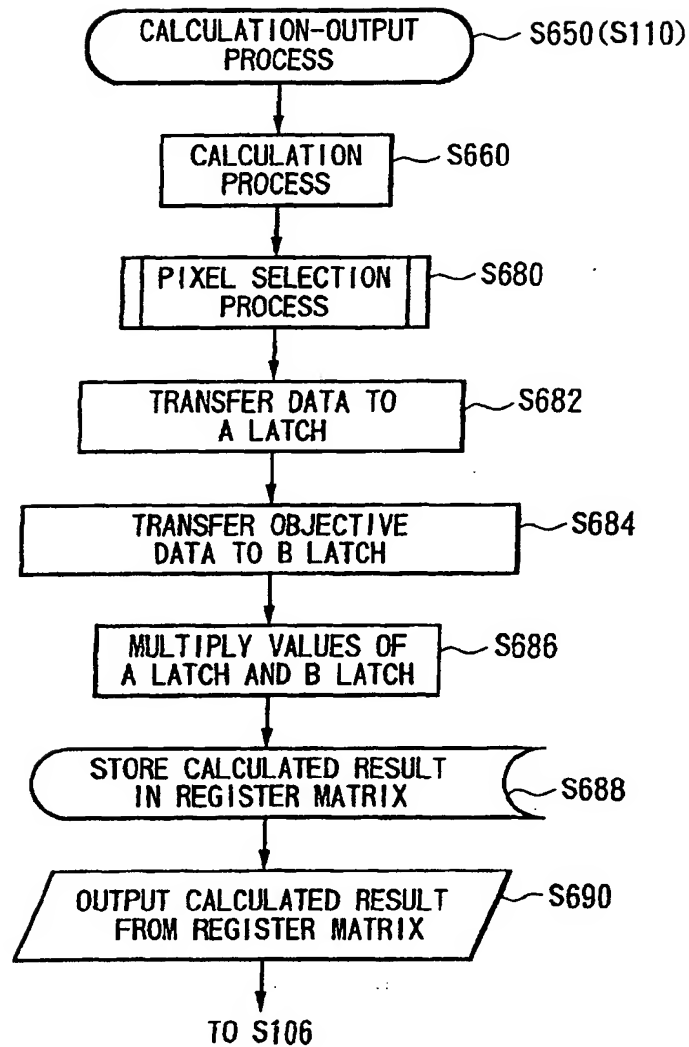 CALCULATION-OUTPUT
PROCESS
S650(S110)
CALCULATION
PROCESS
S660
PIXEL SELECTION
PROCESS
S680
TRANSFER DATA TO
A LATCH
S682
TRANSFER OBJECTIVE
DATA TO B LATCH
S684
MULTIPLY VALUES OF
A LATCH AND B LATCH
S686
STORE CALCULATED RESULT
IN REGISTER MATRIX
S688
OUTPUT CALCULATED RESULT
FROM REGISTER MATRIX
S690
TO S106